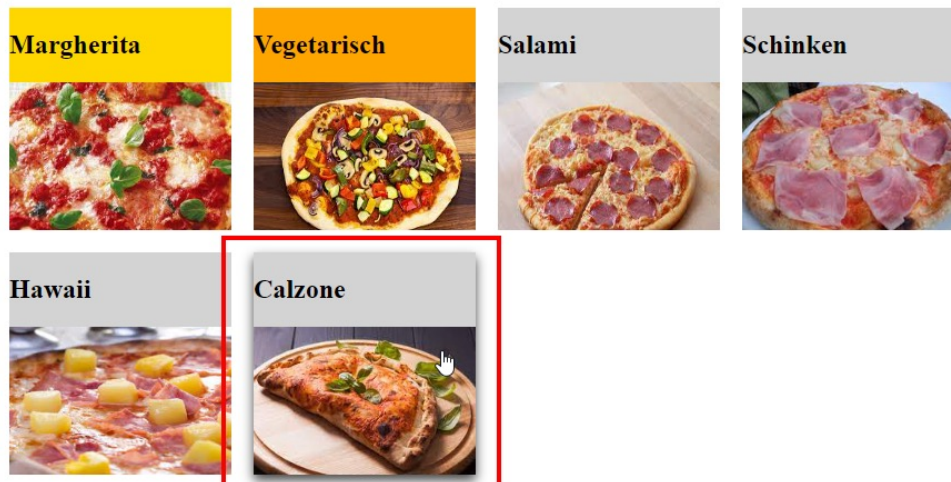 Margherita
Vegetarisch
Salami
Schinken
Hawaii
Calzone